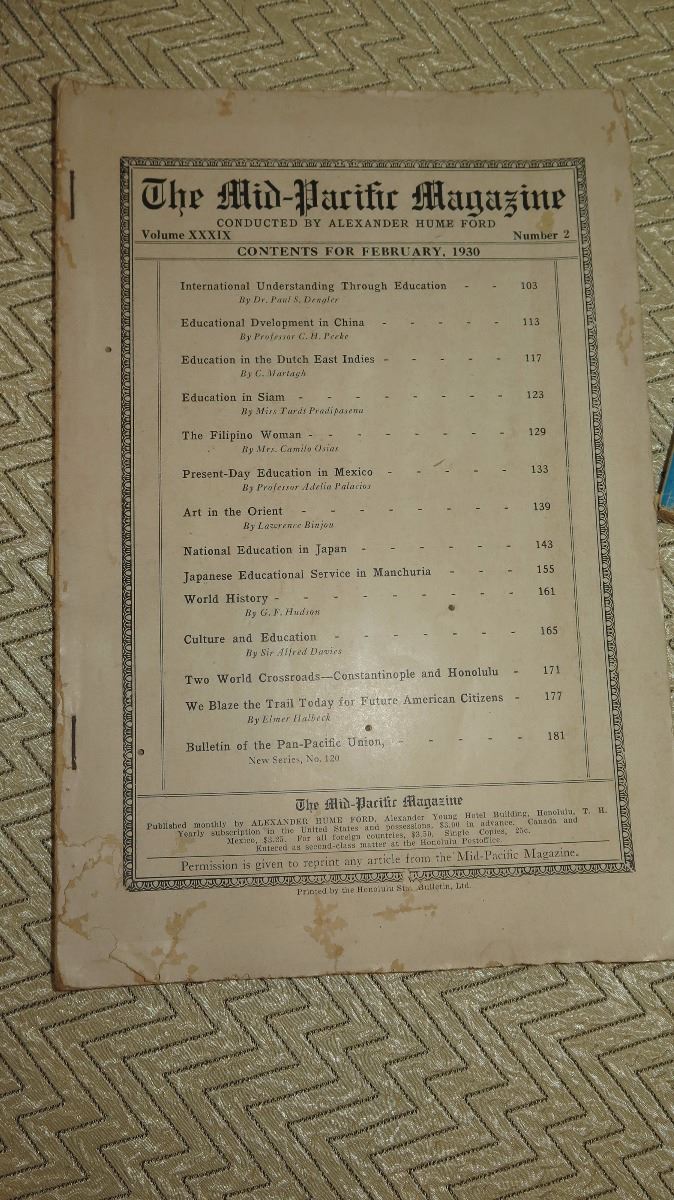 The Mid-Pacific Magazine
CONDUCTED BY ALEXANDER HUME FORD
Volume XXXIX Number 2
CONTENTS FOR FEBRUARY, 1930
International Understanding Through Education - - 103
By Dr. Paul S. Dengler
Educational Dvelopment in China - - - - - 113
By Professor C. H. Peeke
Education in the Dutch East Indies - - - - - 117
By C. Martagh
Education in Siam - - - - - - - - 123
By Miss Tardt Pradipasena
The Filipino Woman - - - - - - - 129
By Mrs. Camilo Osias
Present-Day Education in Mexico - - - - - 133
By Professor Adelia Palacios
Art in the Orient - - - - - - - - 139
By Lawrence Binjou
National Education in Japan - - - - - - 143
Japanese Educational Service in Manchuria - - - 155
World History - - - - - - - - - 161
By G. F. Hudson
Culture and Education - - - - - - - 165
By Sir Alfred Davies
Two World Crossroads—Constantinople and Honolulu - 171
We Blaze the Trail Today for Future American Citizens - 177
By Elmer Halbeck
Bulletin of the Pan-Pacific Union, - - - - - 181
New Series, No. 120
The Mid-Pacific Magazine
Published monthly by ALEXANDER HUME FORD, Alexander Young Hotel Building, Honolulu, T. H.
Yearly subscription in the United States and possessions, $3.00 in advance. Canada and
Mexico, $3.25. For all foreign countries, $3.50. Single Copies, 25c.
Entered as second-class matter at the Honolulu Postoffice.
Permission is given to reprint any article from the Mid-Pacific Magazine.
Printed by the Honolulu Star-Bulletin, Ltd.